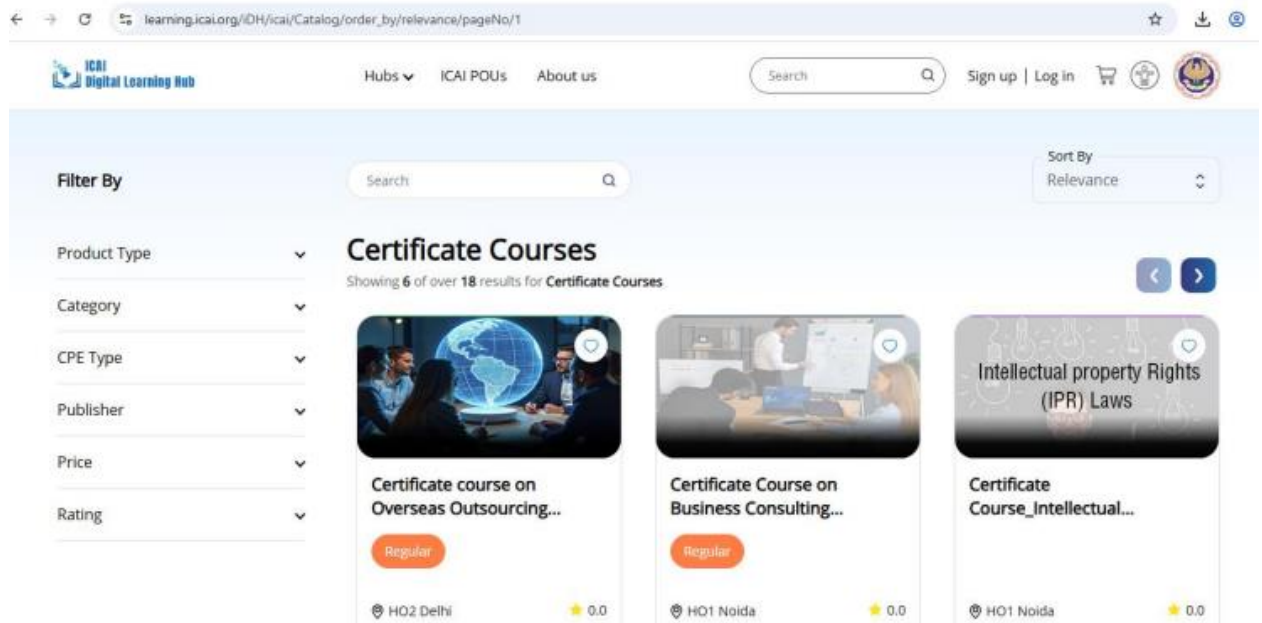 learning.icai.org/iDH/icai/Catalog/order_by/relevance/pageNo/1
ICAI
Digital Learning Hub
Hubs
ICAI POUs
About us
Search
Sign up | Log in
Filter By
Search
Sort By
Relevance
Product Type
Category
CPE Type
Publisher
Price
Rating
Certificate Courses
Showing 6 of over 18 results for Certificate Courses
Certificate course on
Overseas Outsourcing...
Regular
HO2 Delhi
0.0
Certificate Course on
Business Consulting...
Regular
HO1 Noida
0.0
Intellectual property Rights
(IPR) Laws
Certificate
Course_Intellectual...
HO1 Noida
0.0